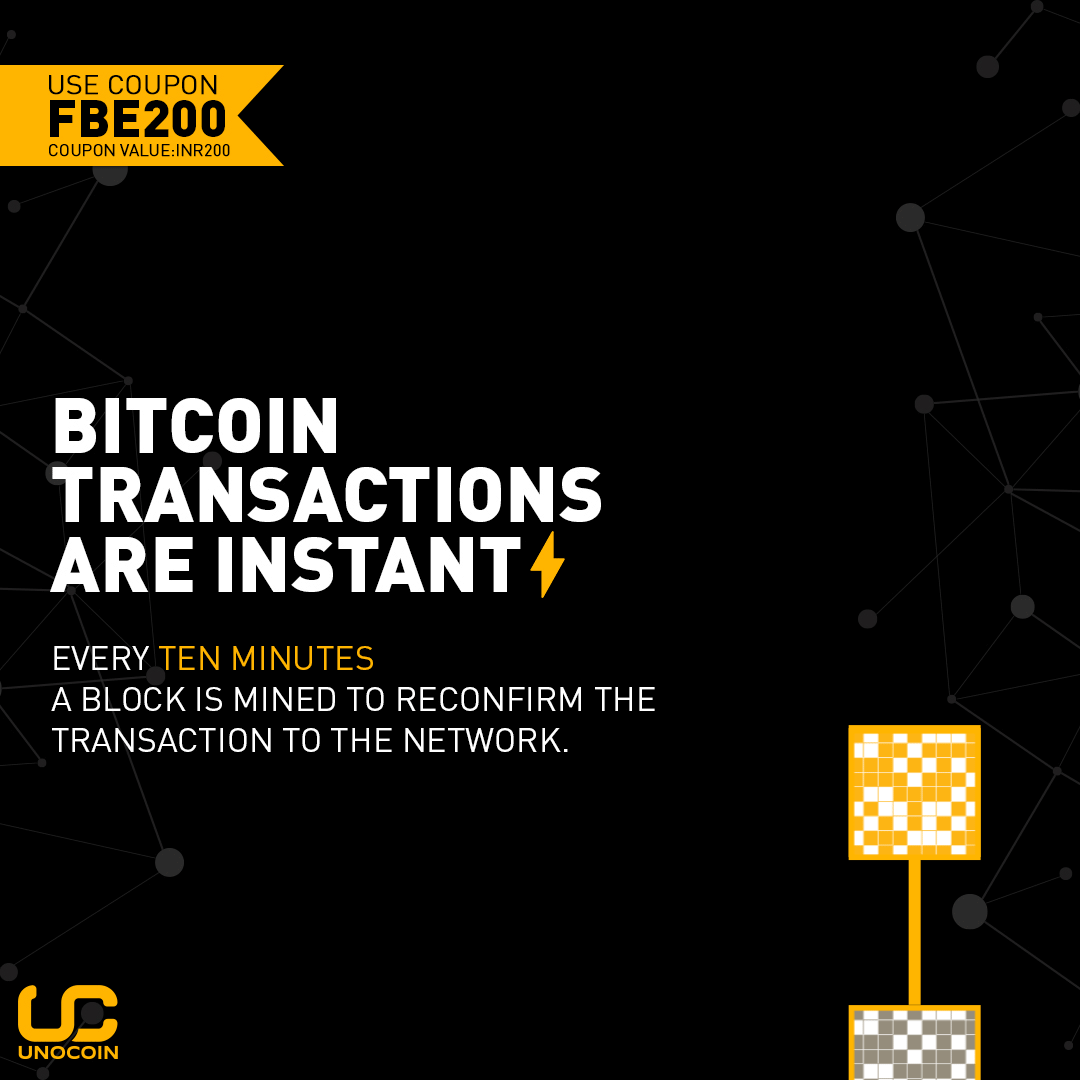 USE COUPON
FBE200
COUPON VALUE:INR200
BITCOIN
TRANSACTIONS
ARE INSTANT
EVERY TEN MINUTES
A BLOCK IS MINED TO RECONFIRM THE
TRANSACTION TO THE NETWORK.
UC
UNOCOIN